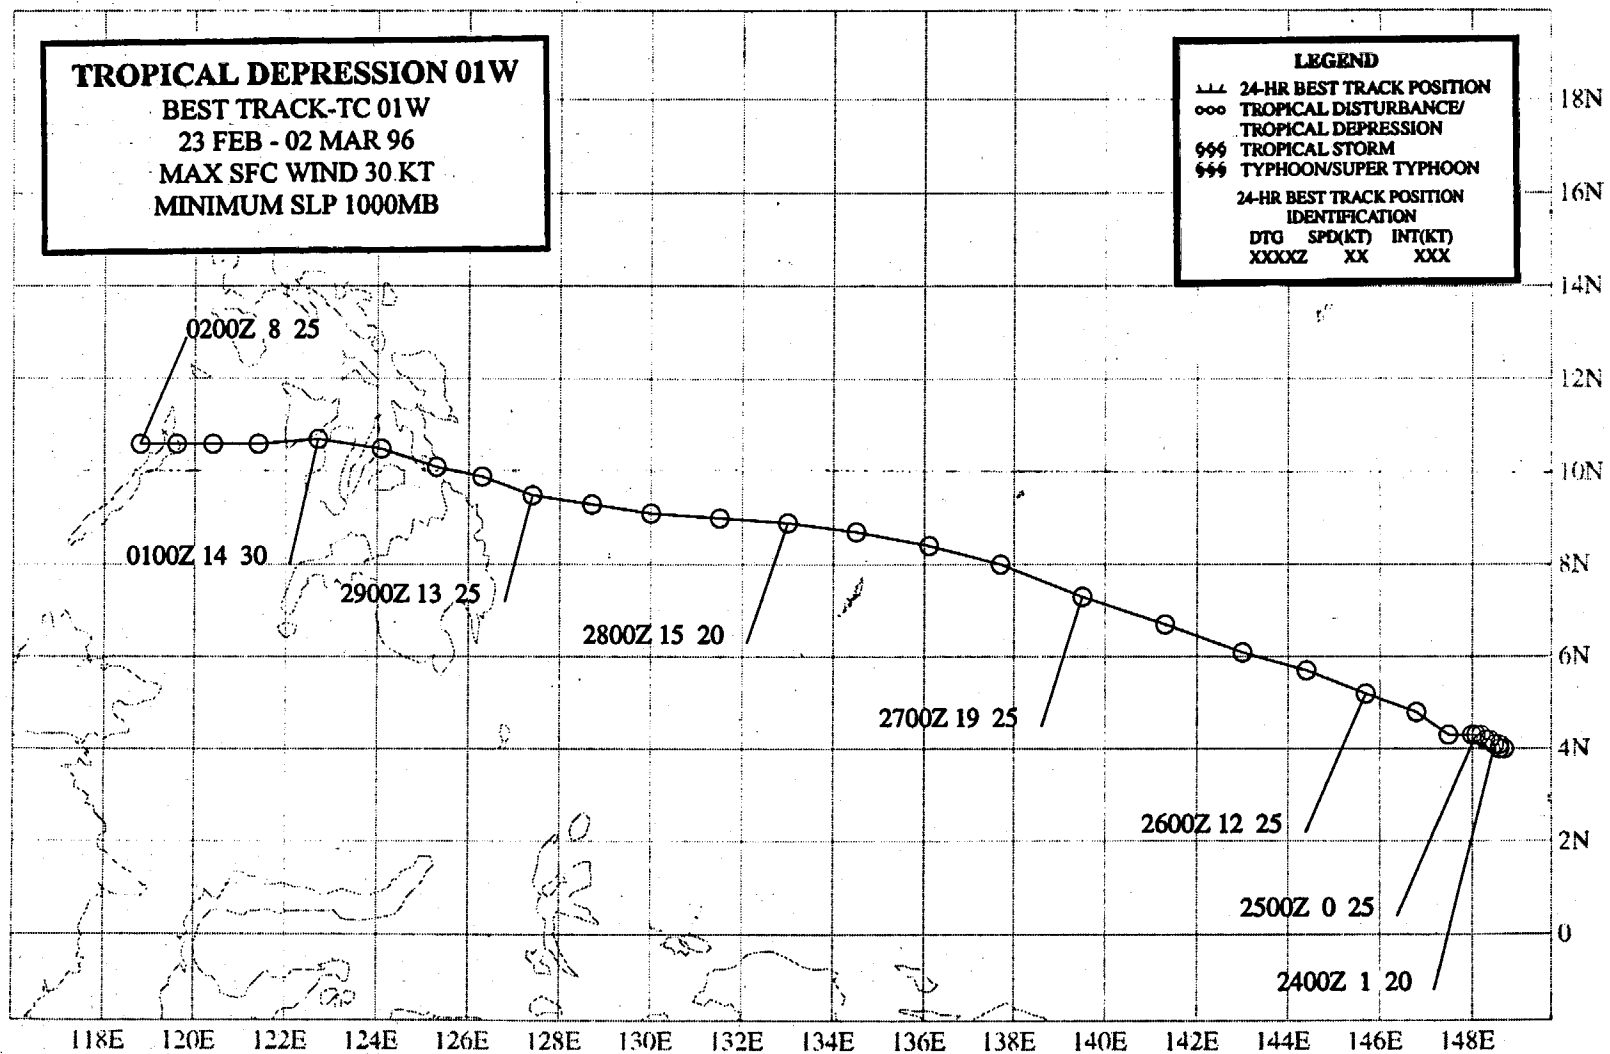 TROPICAL DEPRESSION 01W
BEST TRACK-TC 01W
23 FEB - 02 MAR 96
MAX SFC WIND 30 KT
MINIMUM SLP 1000MB
LEGEND
24-HR BEST TRACK POSITION
TROPICAL DISTURBANCE/
TROPICAL DEPRESSION
TROPICAL STORM
TYPHOON/SUPER TYPHOON
24-HR BEST TRACK POSITION
IDENTIFICATION
DTG SPD(KT) INT(KT)
XXXXZ XX XXX
18N
16N
14N
12N
10N
8N
6N
4N
2N
0
0200Z 8 25
0100Z 14 30
2900Z 13 25
2800Z 15 20
2700Z 19 25
2600Z 12 25
2500Z 0 25
2400Z 1 20
118E 120E 122E 124E 126E 128E 130E 132E 134E 136E 138E 140E 142E 144E 146E 148E